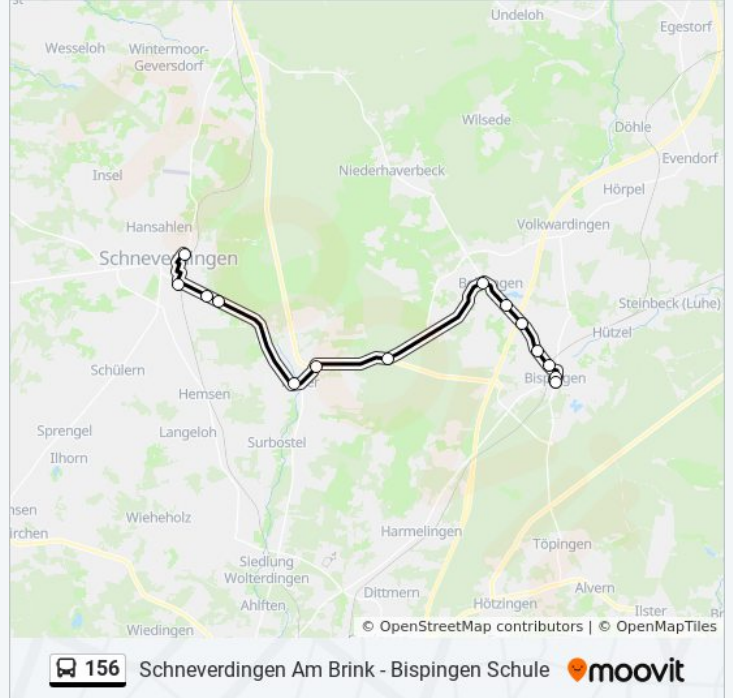 Undeloh
Egestorf
Wesseloh
Wintermoor-
Geversdorf
Wilsede
Döhle
Evendorf
Niederhaverbeck
Insel
Hörpel
Hansahlen
Volkwardingen
Schneverdingen
Steinbeck (Luhe)
Hützel
Schülern
Bispingen
Hemsen
Sprengel
Langeloh
Surbostel
Ilhorn
Wieheholz
Harmelingen
Töpingen
Siedlung
Wolterdingen
Dittmern
Alvern
Ahlften
Hötzingen
Ilster
Wiedingen
© OpenStreetMap contributors | © OpenMapTiles
156 Schneverdingen Am Brink - Bispingen Schule moovit